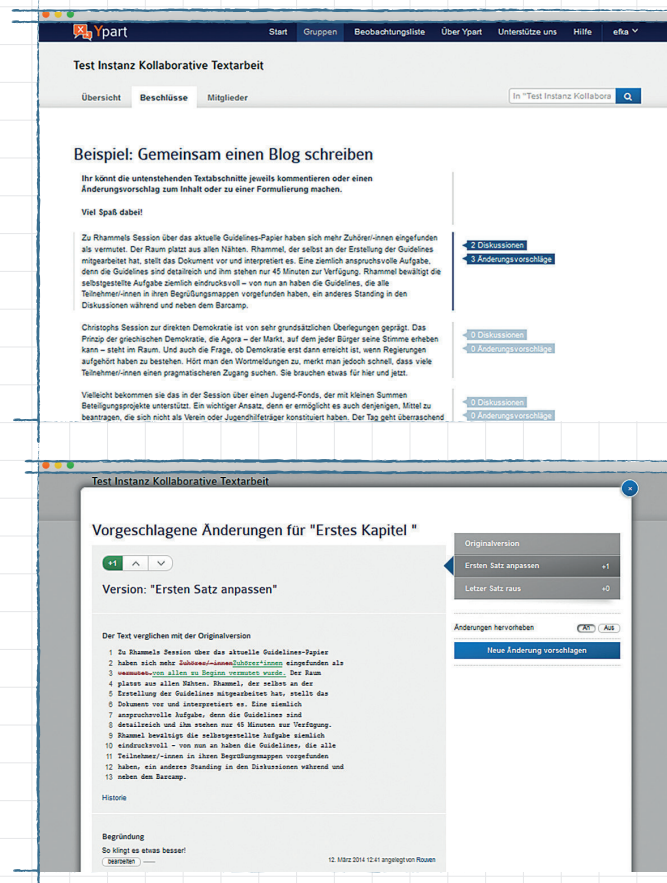 Ypart
Start Gruppen Beobachtungsliste Über Ypart Unterstütze uns Hilfe efka
Test Instanz Kollaborative Textarbeit
Übersicht Beschlüsse Mitglieder
In "Test Instanz Kollabora
Beispiel: Gemeinsam einen Blog schreiben
Ihr könnt die untenstehenden Textabschnitte jeweils kommentieren oder einen
Änderungsvorschlag zum Inhalt oder zu einer Formulierung machen.
Viel Spaß dabei!
Zu Rhammels Session über das aktuelle Guidelines-Papier haben sich mehr Zuhörer/-innen eingefunden
als vermutet. Der Raum platzt aus allen Nähten. Rhammel, der selbst an der Erstellung der Guidelines
mitgearbeitet hat, stellt das Dokument vor und interpretiert es. Eine ziemlich anspruchsvolle Aufgabe,
denn die Guidelines sind detailreich und ihm stehen nur 45 Minuten zur Verfügung. Rhammel bewältigt die
selbstgestellte Aufgabe ziemlich eindrucksvoll – von nun an haben die Guidelines, die alle
Teilnehmer/-innen in ihren Begrüßungsmappen vorgefunden haben, ein anderes Standing in den
Diskussionen während und neben dem Barcamp.
2 Diskussionen
3 Änderungsvorschläge
Christophs Session zur direkten Demokratie ist von sehr grundsätzlichen Überlegungen geprägt. Das
Prinzip der griechischen Demokratie, die Agora – der Markt, auf dem jeder Bürger seine Stimme erheben
kann – steht im Raum. Und auch die Frage, ob Demokratie erst dann erreicht ist, wenn Regierungen
aufgehört haben zu bestehen. Hört man den Wortmeldungen zu, merkt man jedoch schnell, dass viele
Teilnehmer/-innen einen pragmatischeren Zugang suchen. Sie brauchen etwas für hier und jetzt.
0 Diskussionen
0 Änderungsvorschläge
Vielleicht bekommen sie das in der Session über einen Jugend-Fonds, der mit kleinen Summen
Beteiligungsprojekte unterstützt. Ein wichtiger Ansatz, denn er ermöglicht es auch denjenigen, Mittel zu
beantragen, die sich nicht als Verein oder Jugendhilfeträger konstituiert haben. Der Tag geht überraschend
0 Diskussionen
0 Änderungsvorschläge
Test Instanz Kollaborative Textarbeit
Vorgeschlagene Änderungen für "Erstes Kapitel "
+1
Version: "Ersten Satz anpassen"
Der Text verglichen mit der Originalversion
1 Zu Rhammels Session über das aktuelle Guidelines-Papier
2 haben sich mehr Zuhörer/-innenZuhörer*innen eingefunden als
3 vermutet.von allen zu Beginn vermutet wurde. Der Raum
4 platzt aus allen Nähten. Rhammel, der selbst an der
5 Erstellung der Guidelines mitgearbeitet hat, stellt das
6 Dokument vor und interpretiert es. Eine ziemlich
7 anspruchsvolle Aufgabe, denn die Guidelines sind
8 detailreich und ihm stehen nur 45 Minuten zur Verfügung.
9 Rhammel bewältigt die selbstgestellte Aufgabe ziemlich
10 eindrucksvoll – von nun an haben die Guidelines, die alle
11 Teilnehmer/-innen in ihren Begrüßungsmappen vorgefunden
12 haben, ein anderes Standing in den Diskussionen während und
13 neben dem Barcamp.
Historie
Begründung
So klingt es etwas besser!
bearbeiten
12. März 2014 12:41 angelegt von Rouven
Originalversion
Ersten Satz anpassen +1
Letzer Satz raus +0
Änderungen hervorheben An Aus
Neue Änderung vorschlagen